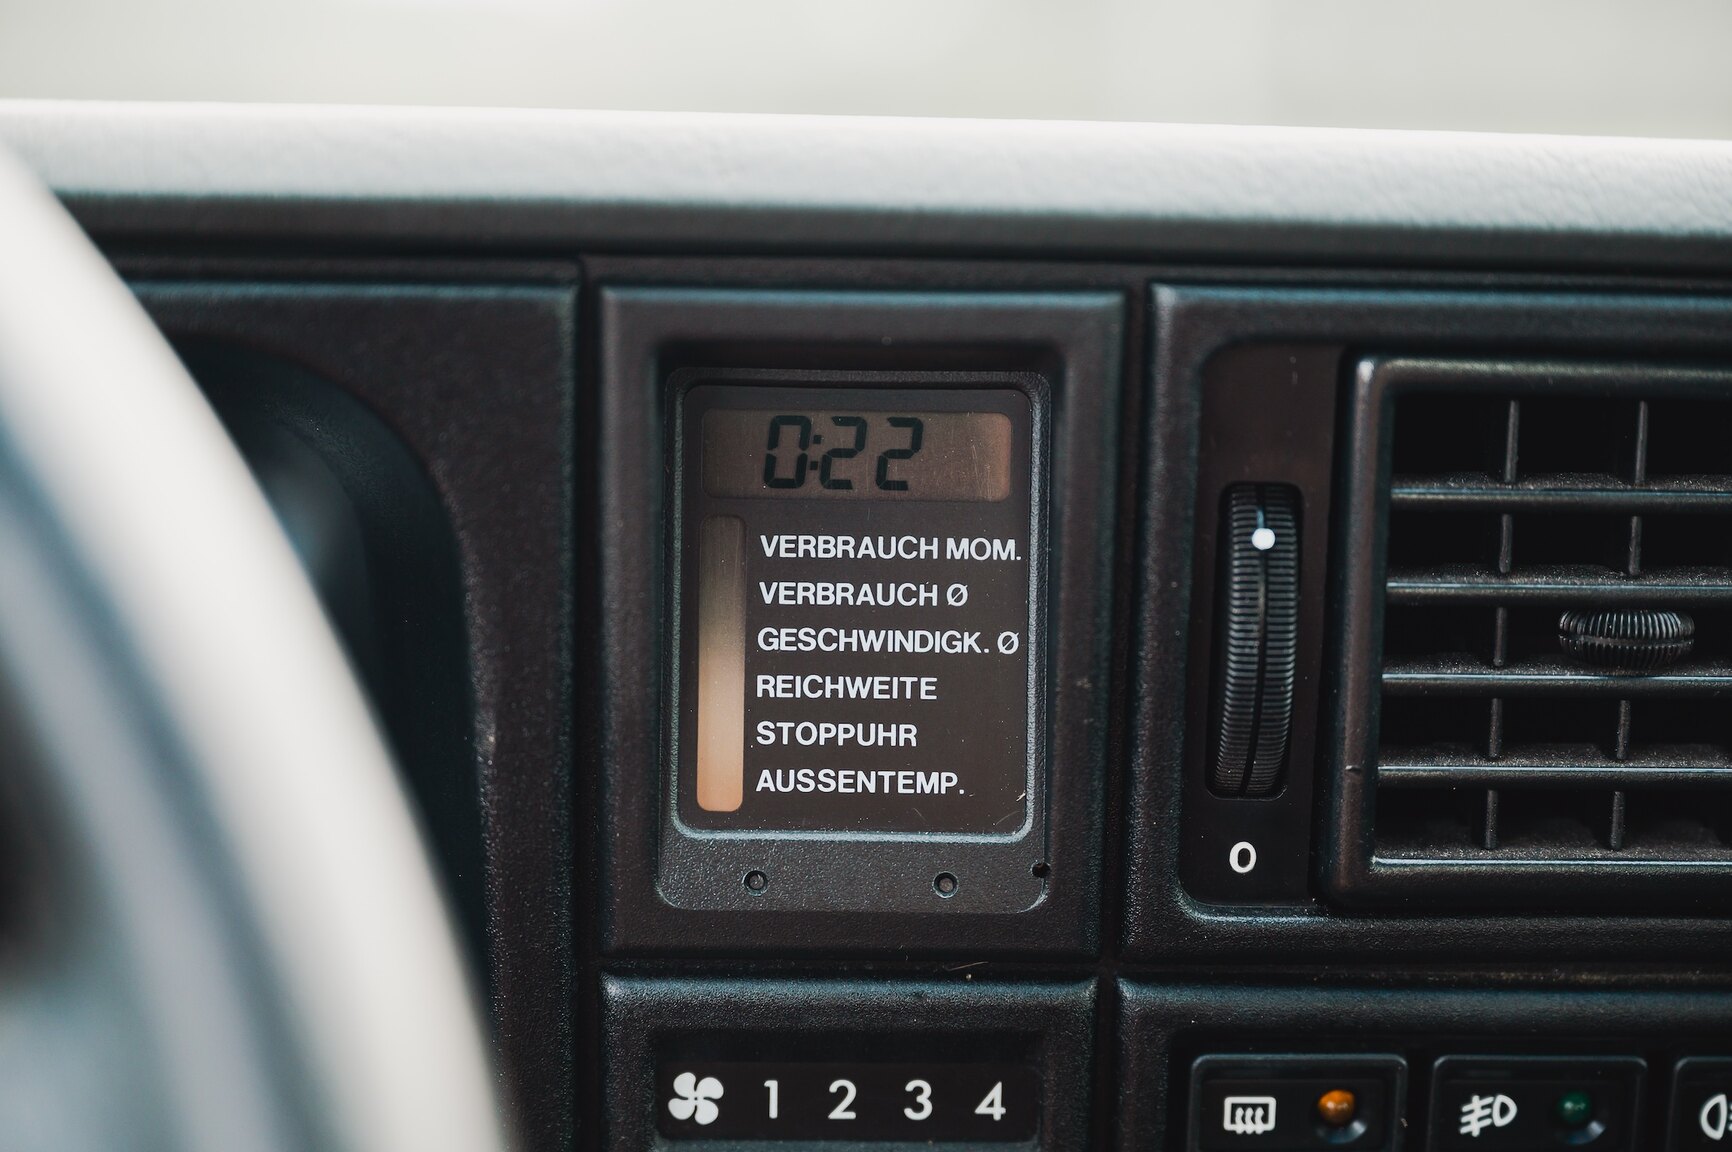 0:22
VERBRAUCH MOM.
VERBRAUCH Ø
GESCHWINDIGK. Ø
REICHWEITE
STOPPUHR
AUSSENTEMP.
0
1 2 3 4